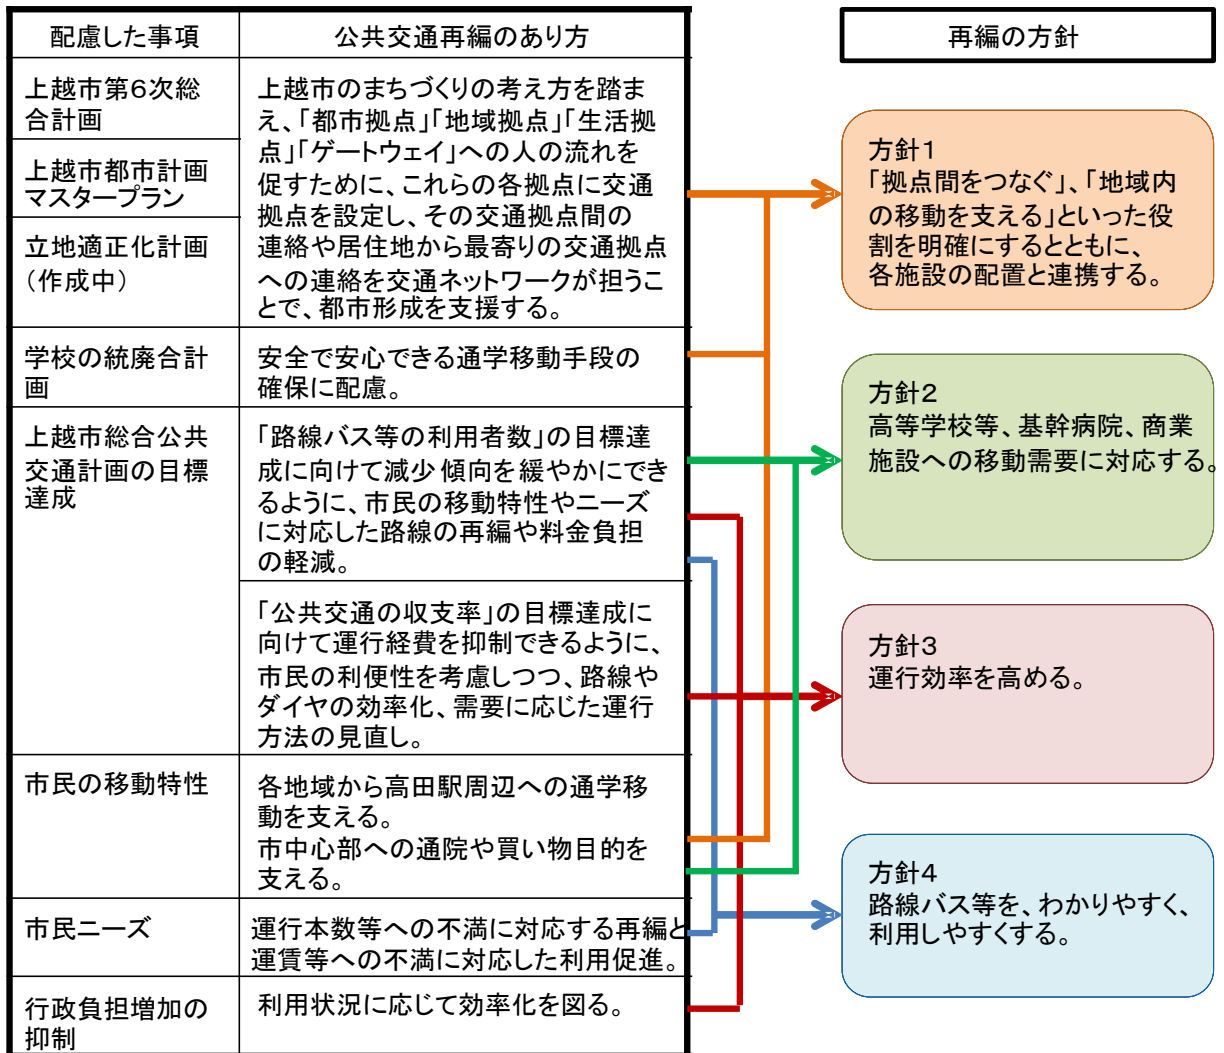 配慮した事項
公共交通再編のあり方
上越市第6次総
合計画
上越市都市計画
マスタープラン
立地適正化計画
（作成中）
上越市のまちづくりの考え方を踏ま
え、「都市拠点」「地域拠点」「生活拠
点」「ゲートウェイ」への人の流れを
促すために、これらの各拠点に交通
拠点を設定し、その交通拠点間の
連絡や居住地から最寄りの交通拠点
への連絡を交通ネットワークが担うこ
とで、都市形成を支援する。
学校の統廃合計
画
安全で安心できる通学移動手段の
確保に配慮。
上越市総合公共
交通計画の目標
達成
「路線バス等の利用者数」の目標達
成に向けて減少傾向を緩やかにでき
るように、市民の移動特性やニーズ
に対応した路線の再編や料金負担
の軽減。
「公共交通の収支率」の目標達成に
向けて運行経費を抑制できるように、
市民の利便性を考慮しつつ、路線や
ダイヤの効率化、需要に応じた運行
方法の見直し。
市民の移動特性
各地域から高田駅周辺への通学移
動を支える。
市中心部への通院や買い物目的を
支える。
市民ニーズ
運行本数等への不満に対応する再編と
運賃等への不満に対応した利用促進。
行政負担増加の
抑制
利用状況に応じて効率化を図る。
再編の方針
方針1
「拠点間をつなぐ」、「地域内
の移動を支える」といった役
割を明確にするとともに、
各施設の配置と連携する。
方針2
高等学校等、基幹病院、商業
施設への移動需要に対応する。
方針3
運行効率を高める。
方針4
路線バス等を、わかりやすく、
利用しやすくする。